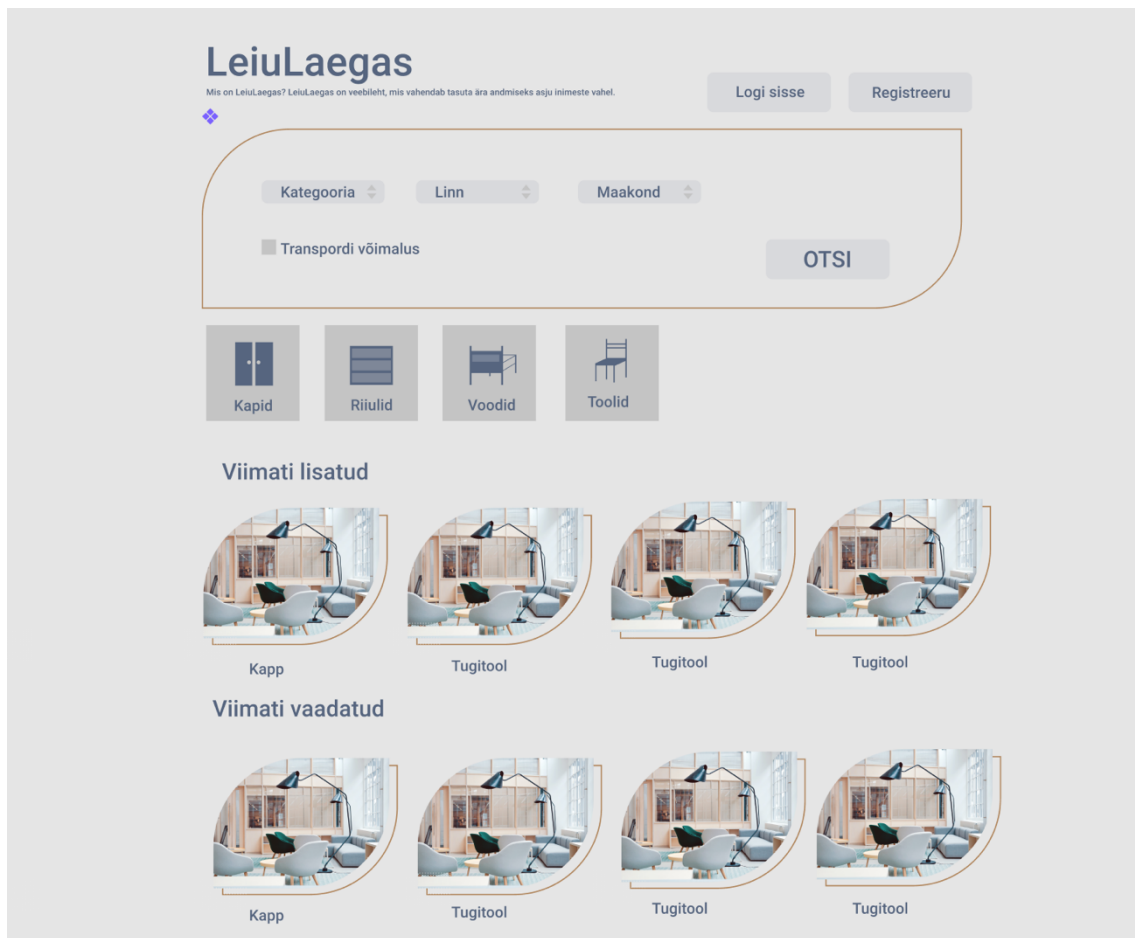 LeiuLaegas
Mis on LeiuLaegas? LeiuLaegas on veebileht, mis vahendab tasuta ära andmiseks asju inimeste vahel.
Logi sisse
Registreeru
Kategooria
Linn
Maakond
Transpordi võimalus
OTSI
Kapid
Riiulid
Voodid
Toolid
Viimati lisatud
Kapp
Tugitool
Tugitool
Tugitool
Viimati vaadatud
Kapp
Tugitool
Tugitool
Tugitool